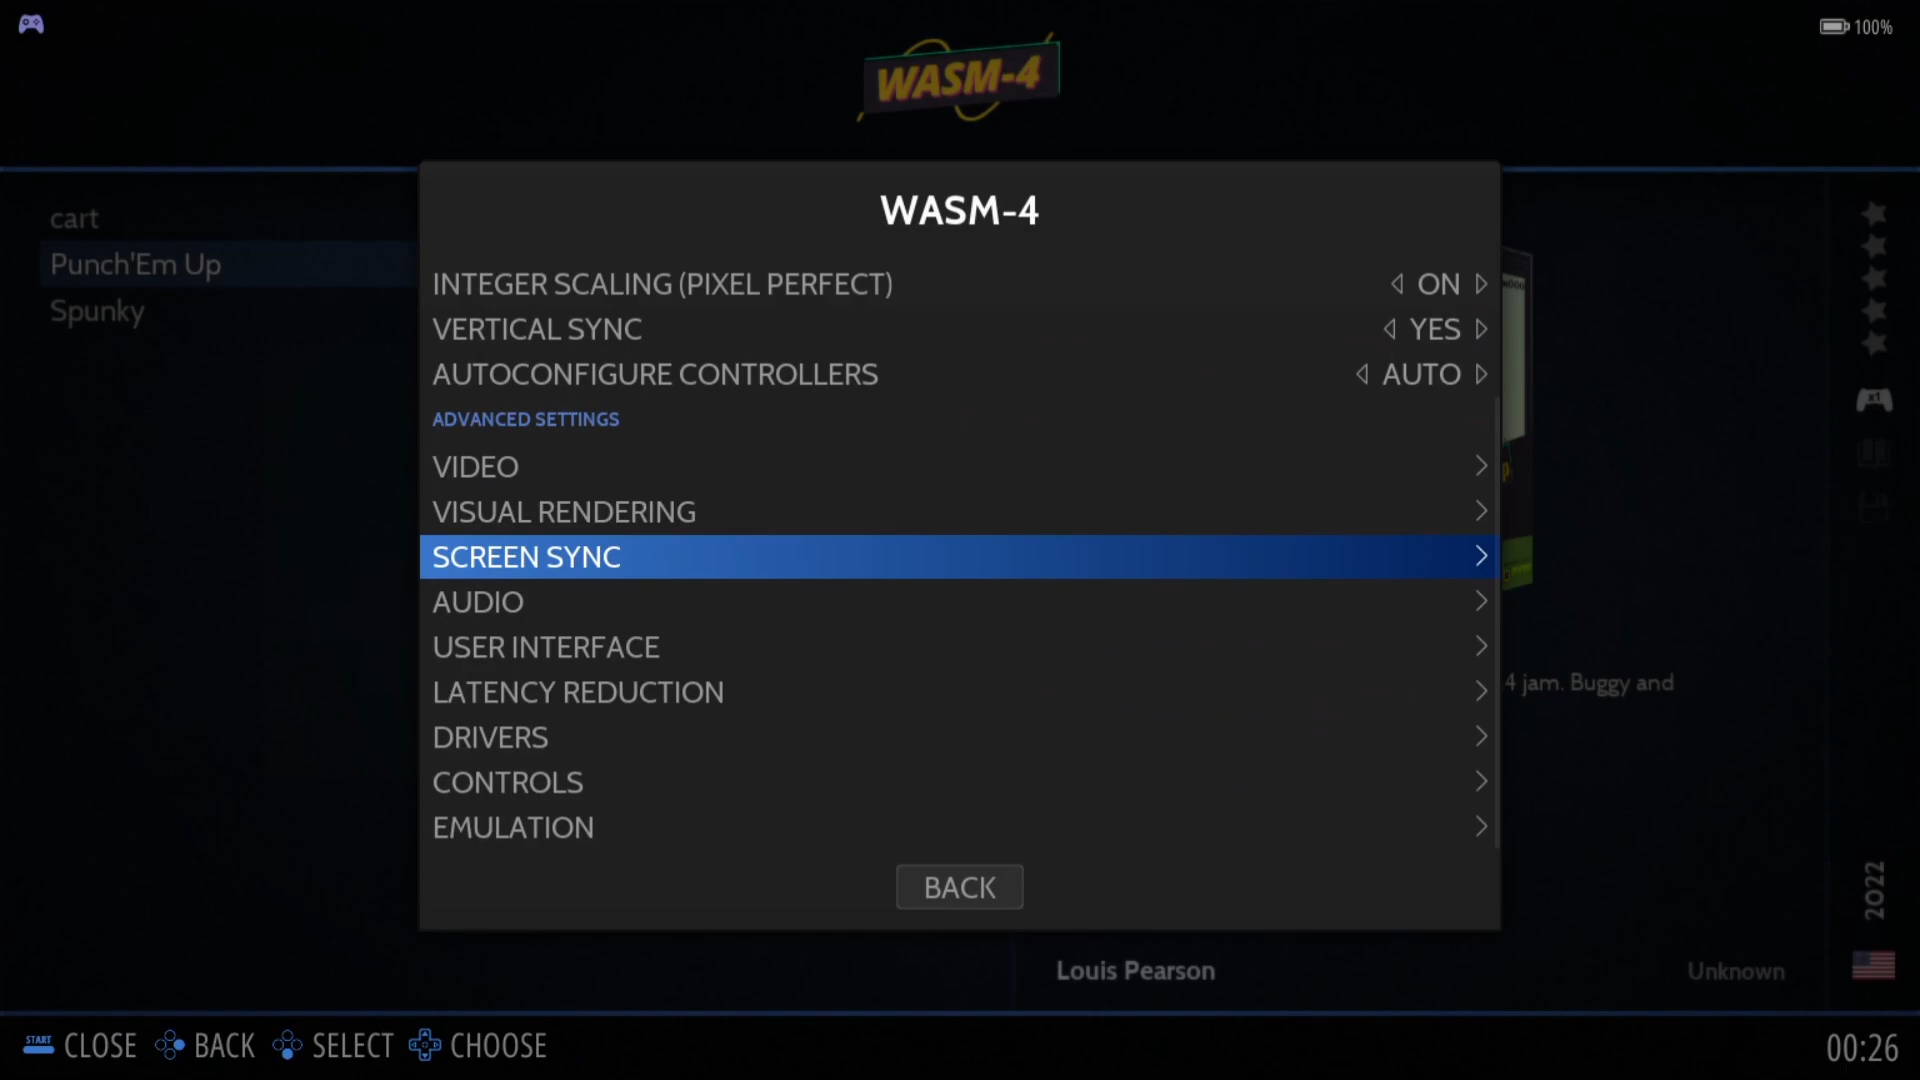 100%
WASM-4
cart
Punch'Em Up
Spunky
WASM-4
INTEGER SCALING (PIXEL PERFECT) ON
VERTICAL SYNC YES
AUTOCONFIGURE CONTROLLERS AUTO
ADVANCED SETTINGS
VIDEO
VISUAL RENDERING
SCREEN SYNC
AUDIO
USER INTERFACE
LATENCY REDUCTION
DRIVERS
CONTROLS
EMULATION
BACK
x1
4 jam. Buggy and
2022
Louis Pearson
Unknown
START CLOSE BACK SELECT CHOOSE
00:26